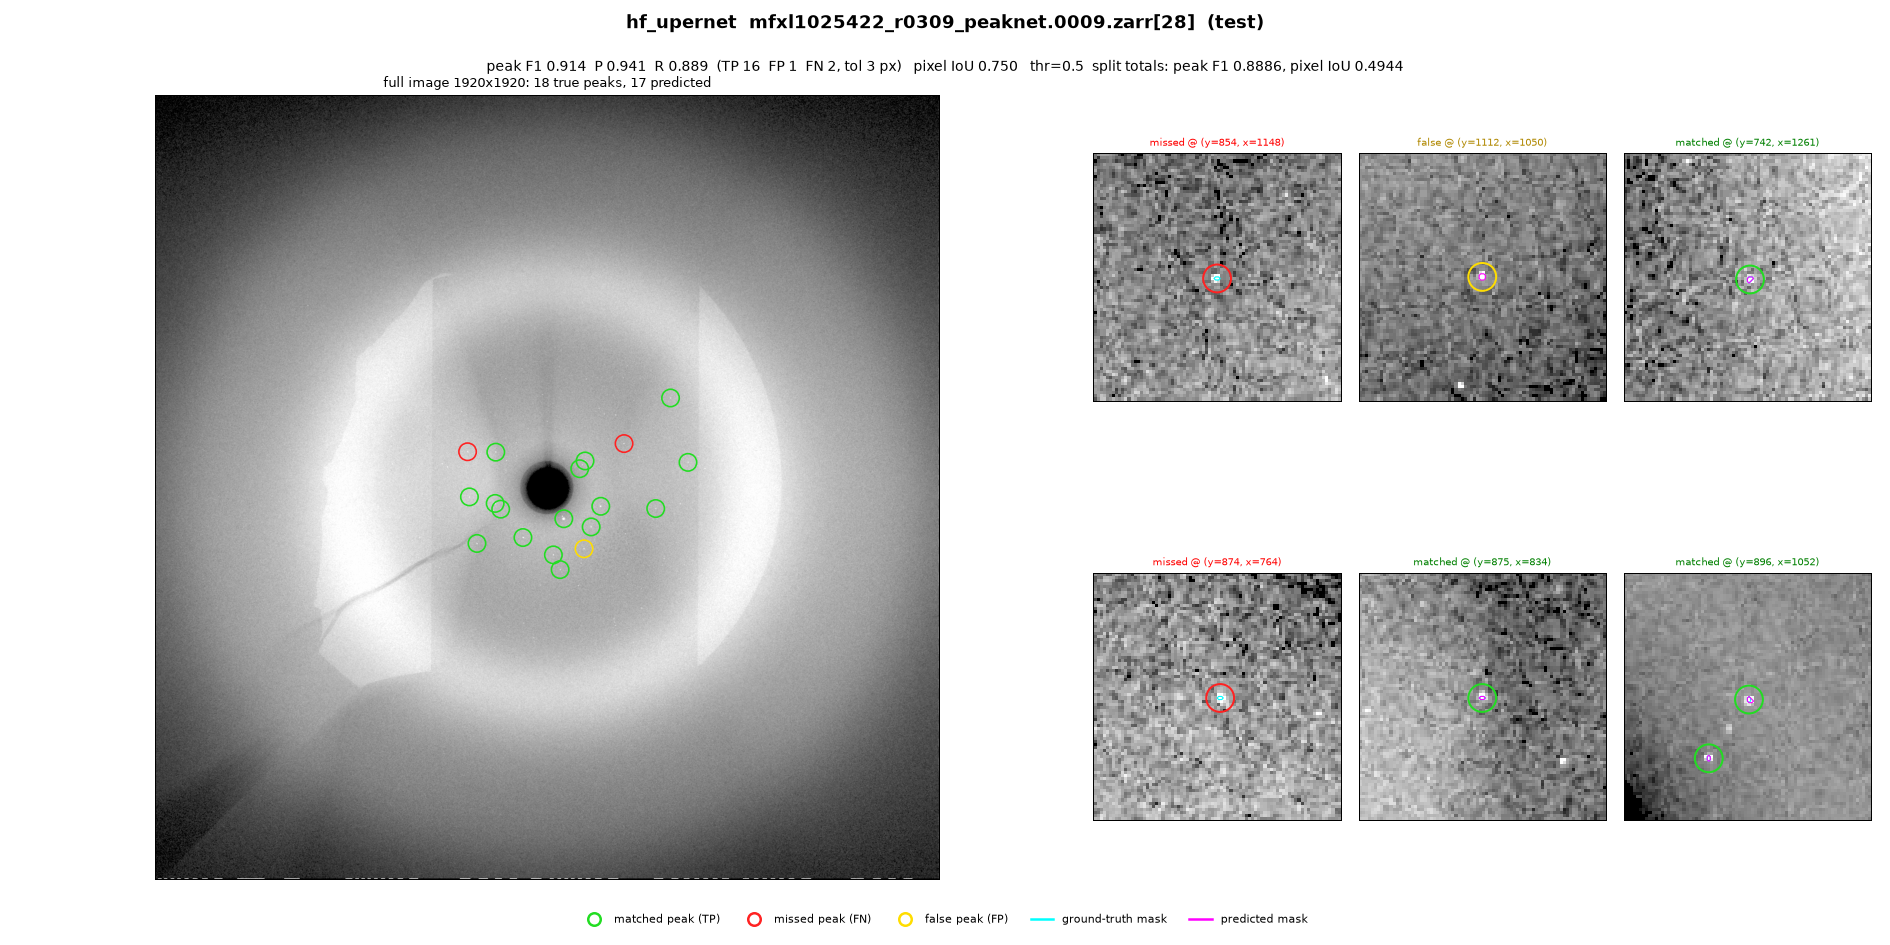 hf_upernet  mfxl1025422_r0309_peaknet.0009.zarr[28]  (test)
peak F1 0.914  P 0.941  R 0.889  (TP 16  FP 1  FN 2, tol 3 px)   pixel IoU 0.750   thr=0.5  split totals: peak F1 0.8886, pixel IoU 0.4944
full image 1920x1920: 18 true peaks, 17 predicted
missed @ (y=854, x=1148)
false @ (y=1112, x=1050)
matched @ (y=742, x=1261)
missed @ (y=874, x=764)
matched @ (y=875, x=834)
matched @ (y=896, x=1052)
matched peak (TP)
missed peak (FN)
false peak (FP)
ground-truth mask
predicted mask